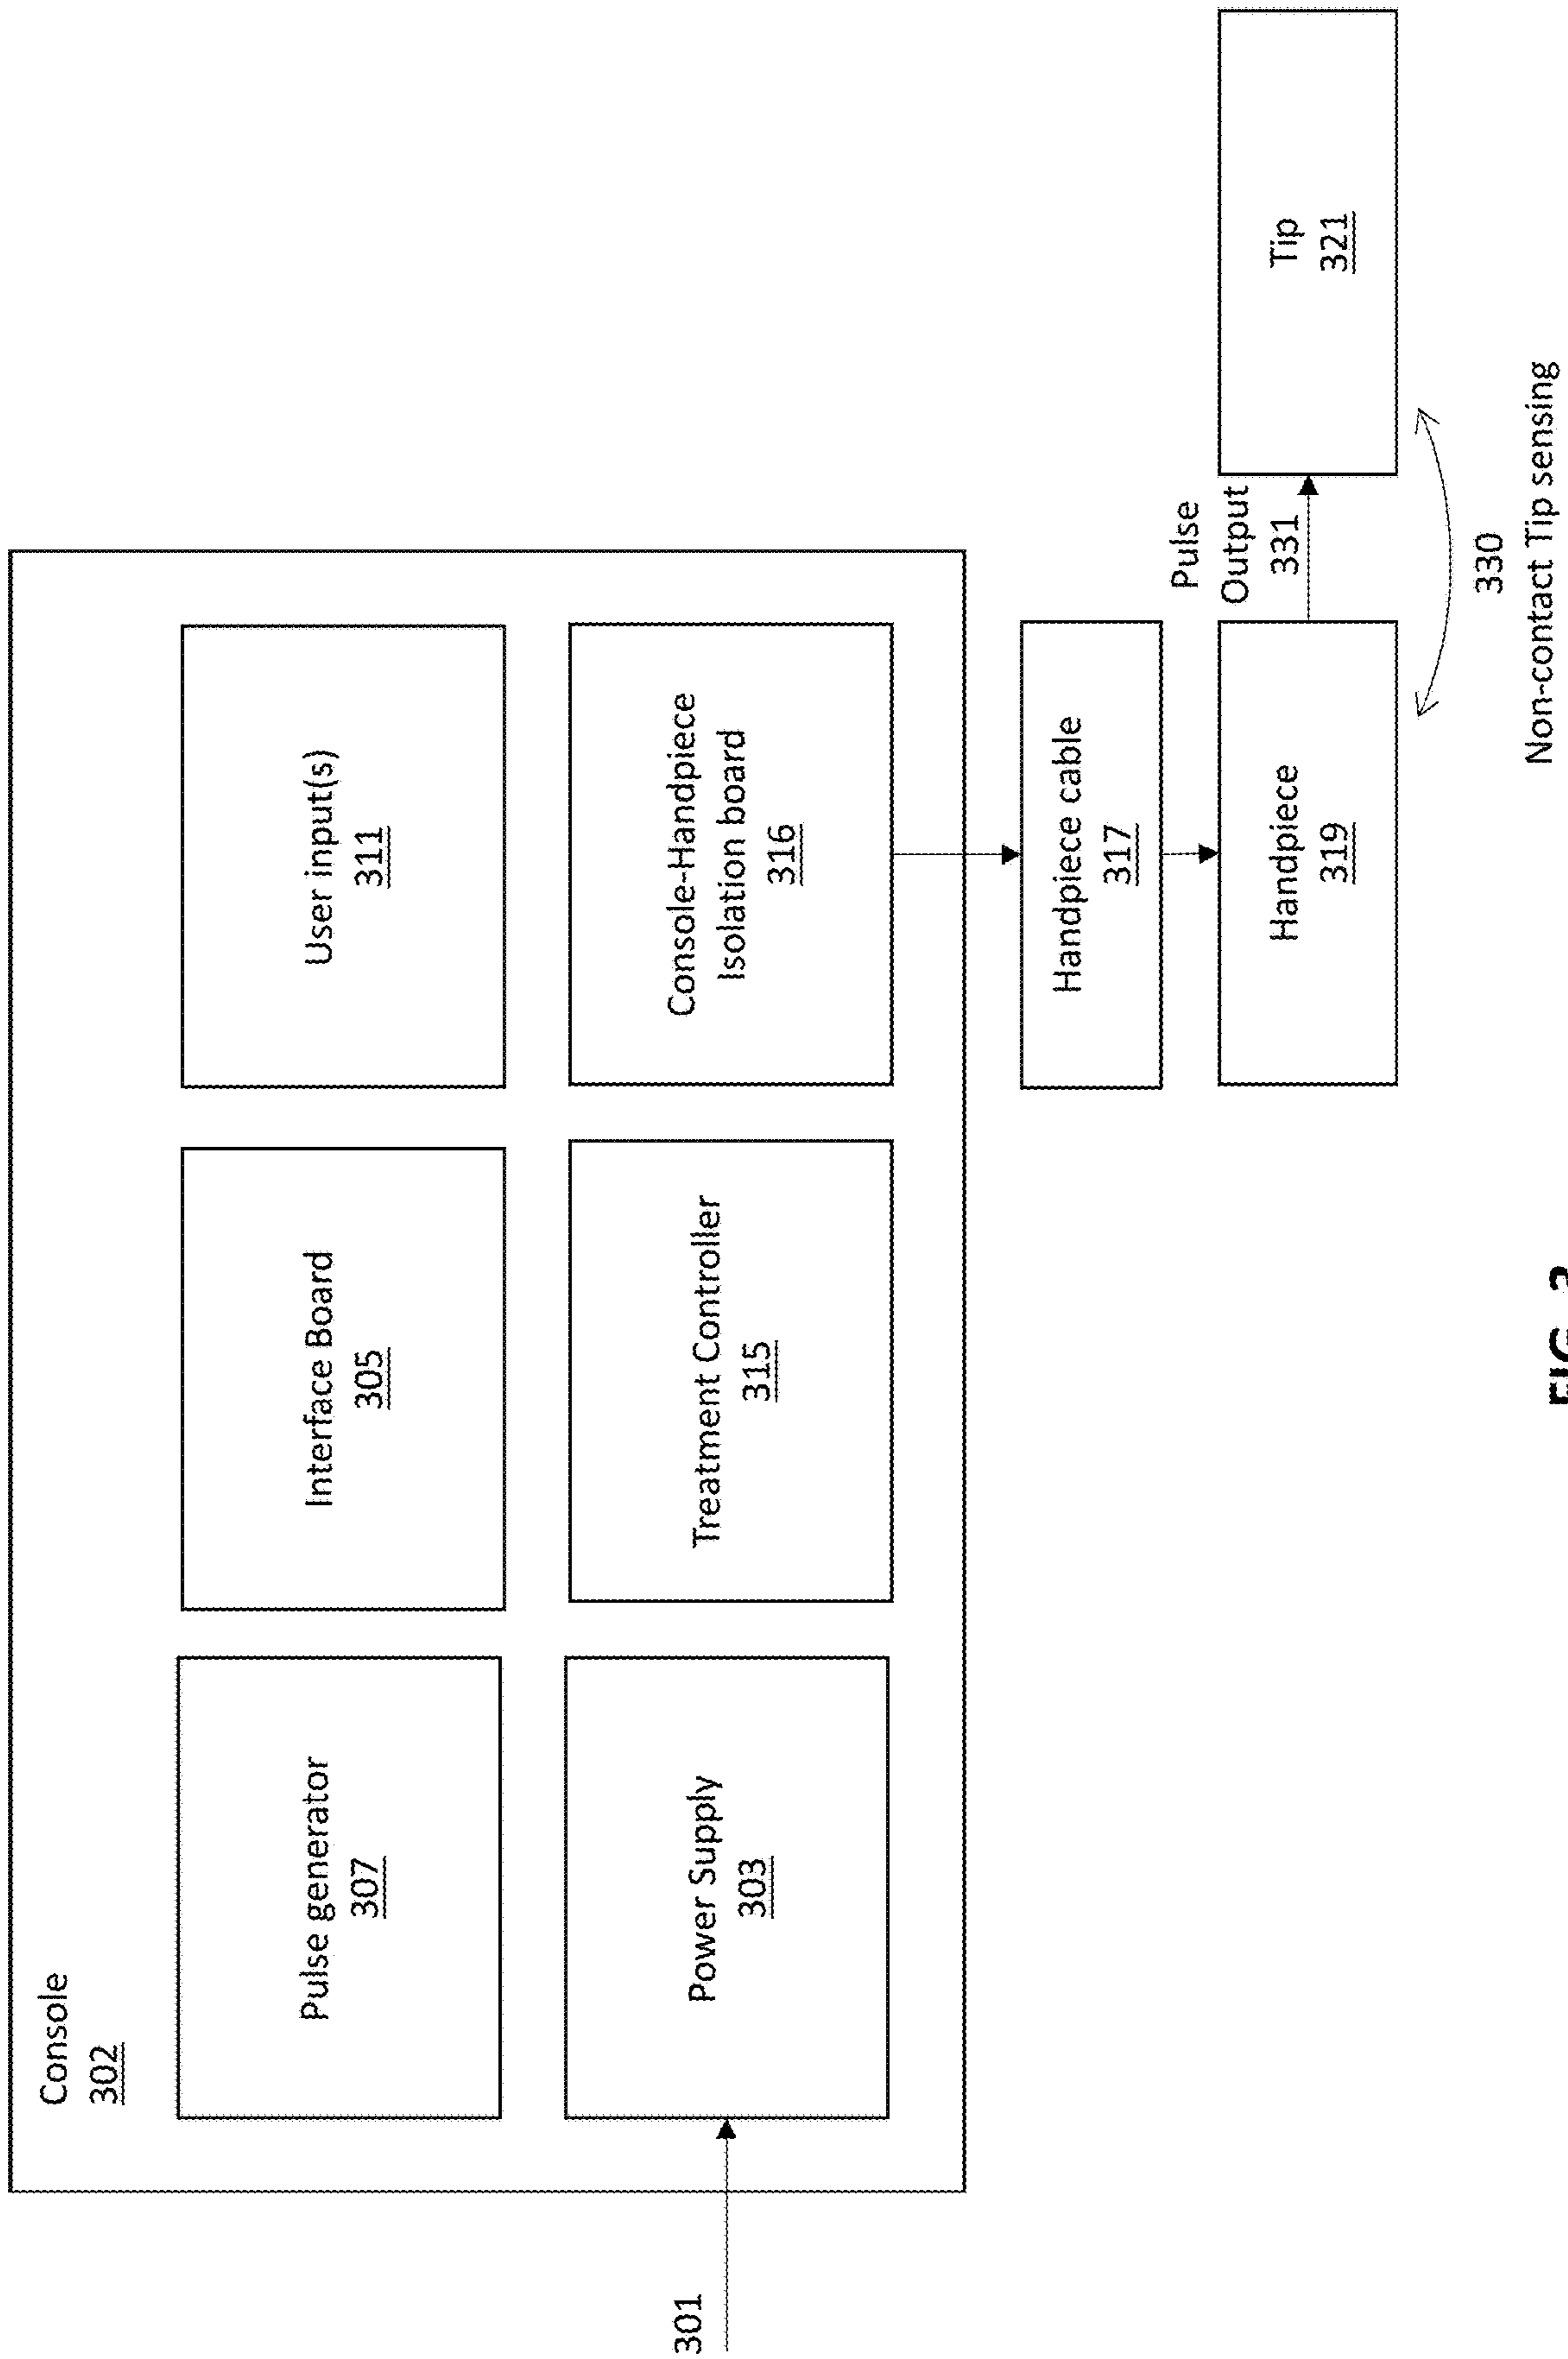 Console
302
Pulse generator
307
Interface Board
305
User input(s)
311
Power Supply
303
Treatment Controller
315
Console-Handpiece
Isolation board
316
301
Handpiece cable
317
Handpiece
319
Pulse
Output
331
Tip
321
330
Non-contact Tip sensing